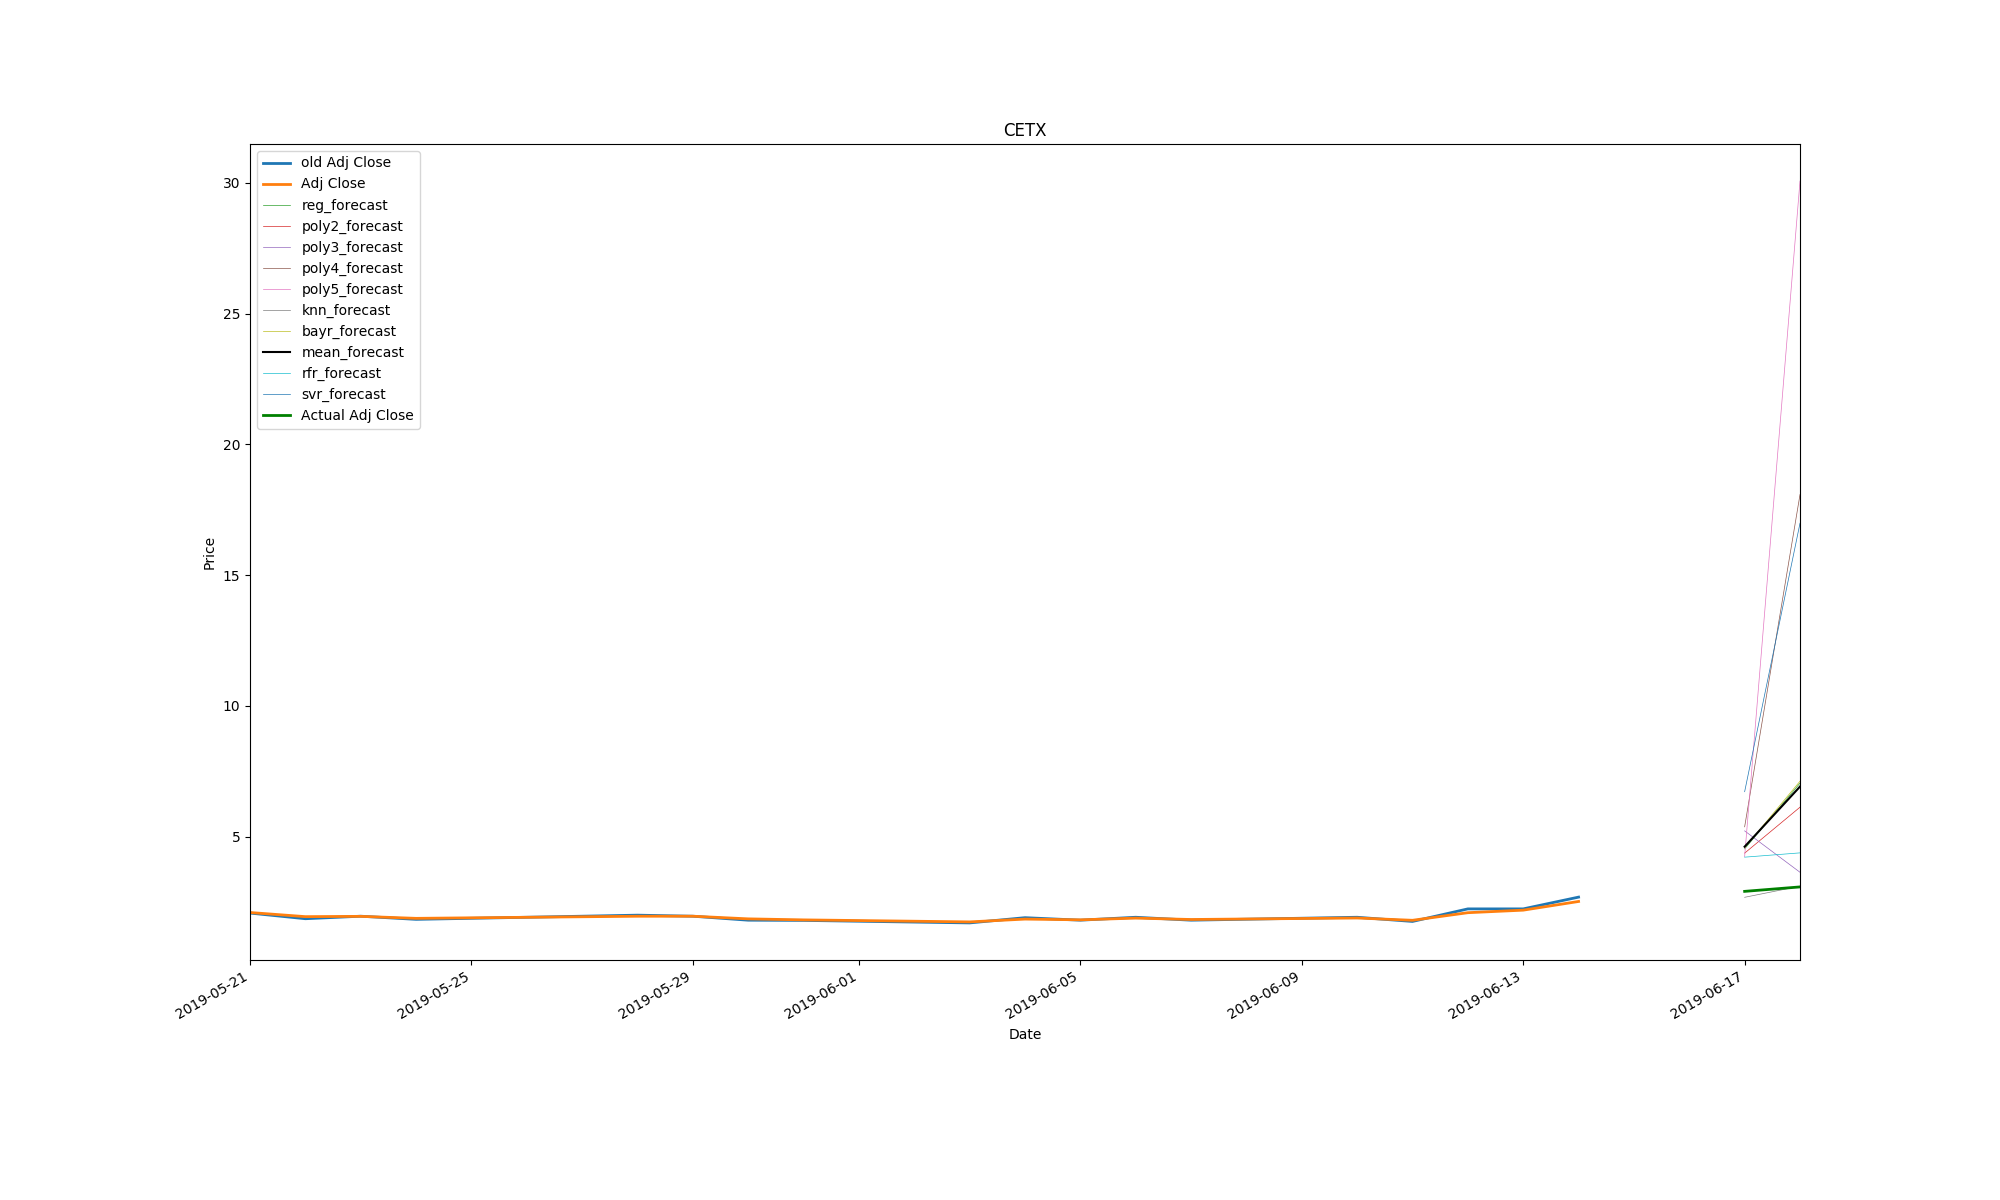 CETX
old Adj Close
Adj Close
reg_forecast
poly2_forecast
poly3_forecast
poly4_forecast
poly5_forecast
knn_forecast
bayr_forecast
mean_forecast
rfr_forecast
svr_forecast
Actual Adj Close
30
25
20
15
10
5
Price
2019-05-21
2019-05-25
2019-05-29
2019-06-01
2019-06-05
2019-06-09
2019-06-13
2019-06-17
Date